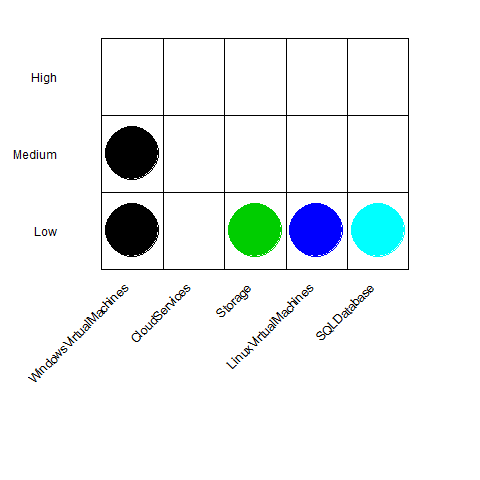 High
Medium
Low
WindowsVirtualMachines
CloudServices
Storage
LinuxVirtualMachines
SQLDatabase